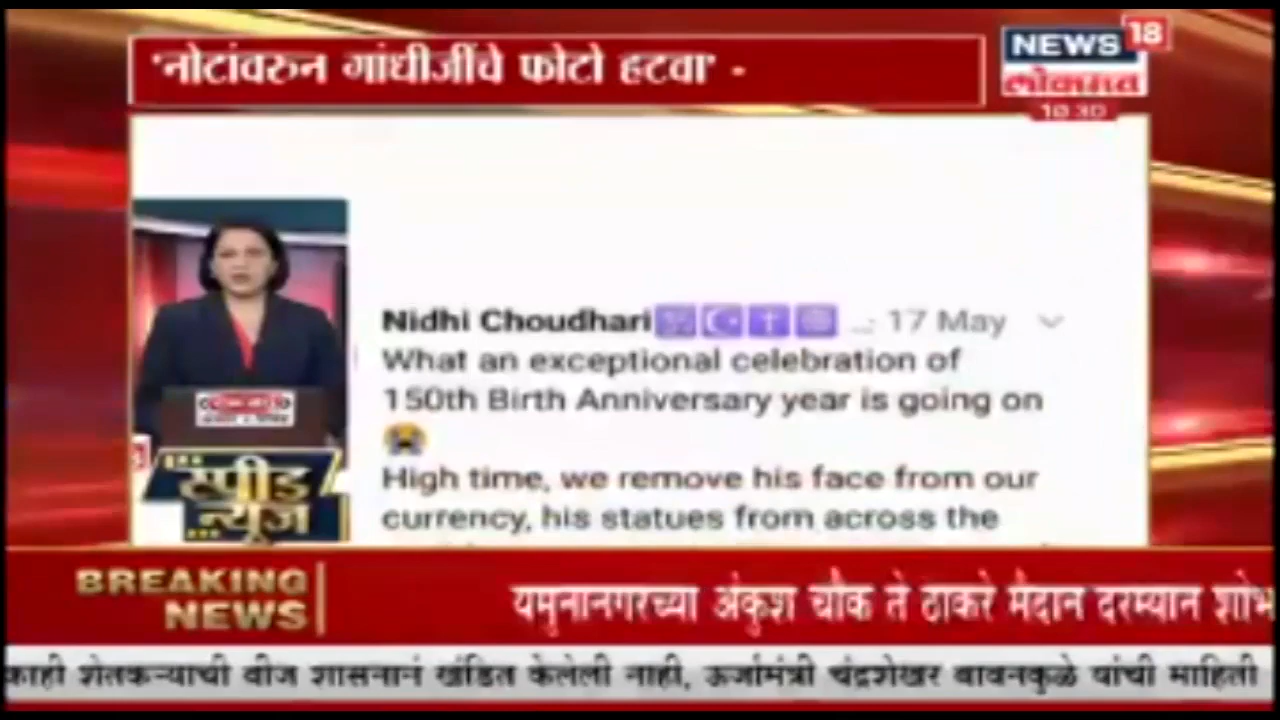 'नोटांवरुन गांधीजींचे फोटो हटवा' -
NEWS 18
लोकमत
10 30
Nidhi Choudhari ... 17 May
What an exceptional celebration of
150th Birth Anniversary year is going on
😭
High time, we remove his face from our
currency, his statues from across the
स्पीड
न्यूज
BREAKING
NEWS
यमुनानगरच्या अंकुश चौक ते ठाकरे मैदान दरम्यान शोभ
काही शेतकऱ्याची वीज शासनानं खंडित केलेली नाही, ऊर्जामंत्री चंद्रशेखर बावनकुळे यांची माहिती